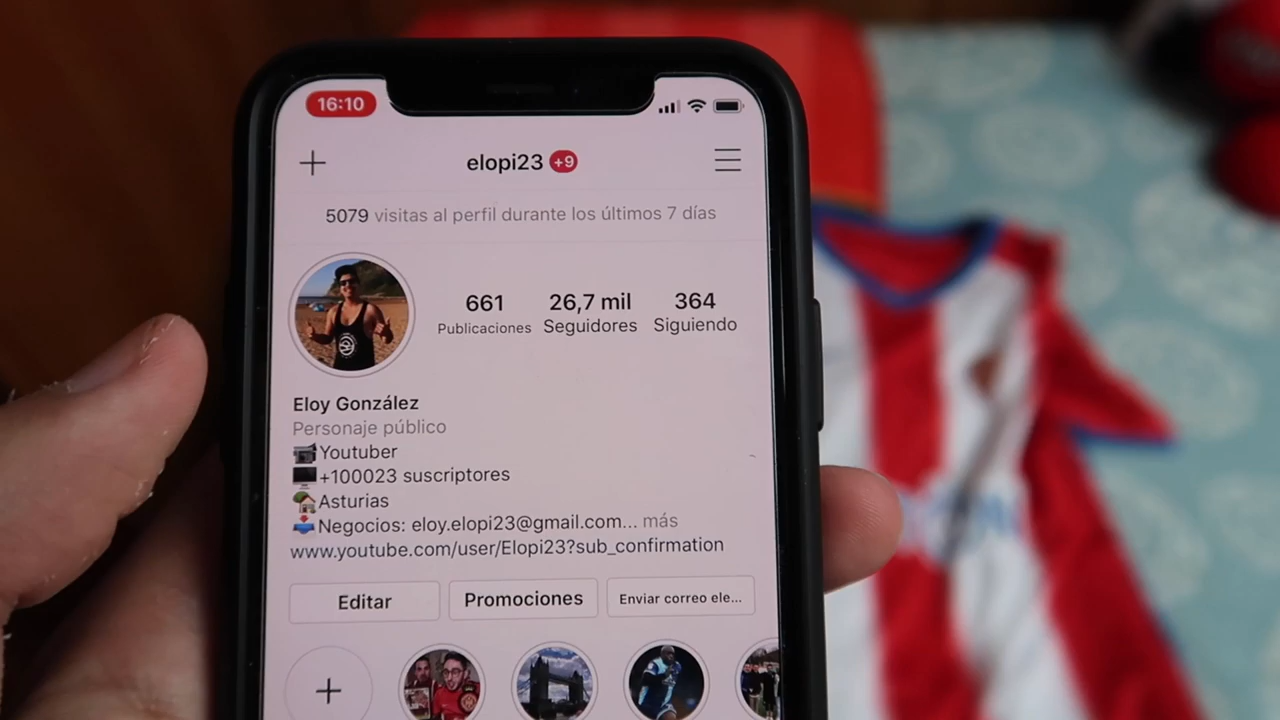 16:10
elopi23 +9
5079 visitas al perfil durante los últimos 7 días
661 26,7 mil 364
Publicaciones Seguidores Siguiendo
Eloy González
Personaje público
Youtuber
+100023 suscriptores
Asturias
Negocios: eloy.elopi23@gmail.com... más
www.youtube.com/user/Elopi23?sub_confirmation
Editar Promociones Enviar correo ele...